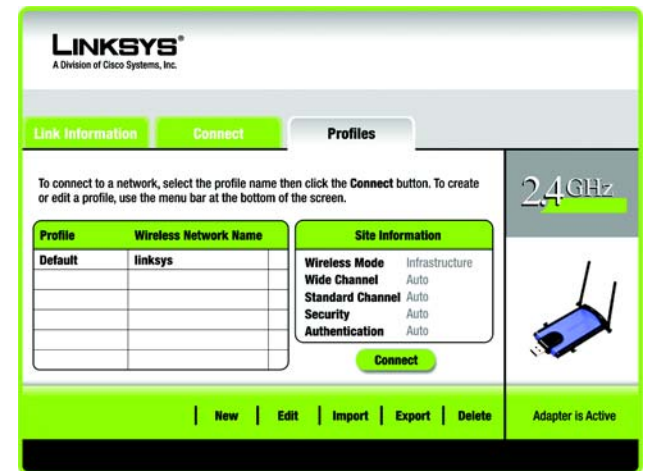 LINKSYS®
A Division of Cisco Systems, Inc.
Link Information Connect Profiles
To connect to a network, select the profile name then click the Connect button. To create
or edit a profile, use the menu bar at the bottom of the screen.
2.4GHz
Profile Wireless Network Name
Default linksys
Site Information
Wireless Mode Infrastructure
Wide Channel Auto
Standard Channel Auto
Security Auto
Authentication Auto
Connect
New Edit Import Export Delete
Adapter is Active